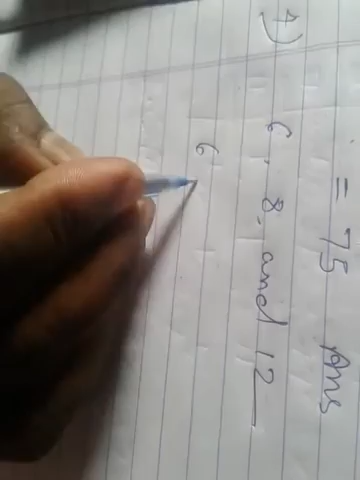 = 75 Ans
4) 6, 8, and 12
6